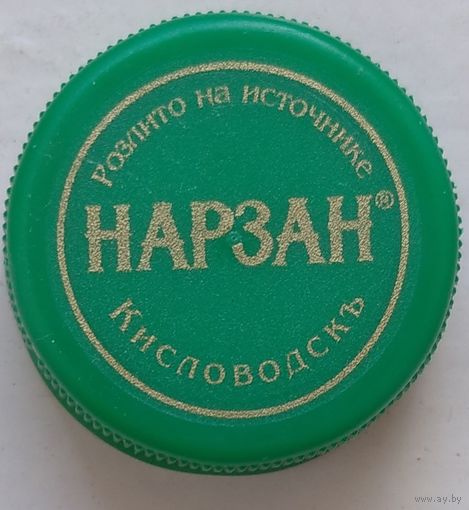 Розлито на источнике
НАРЗАН®
Кисловодскъ
www.ay.by